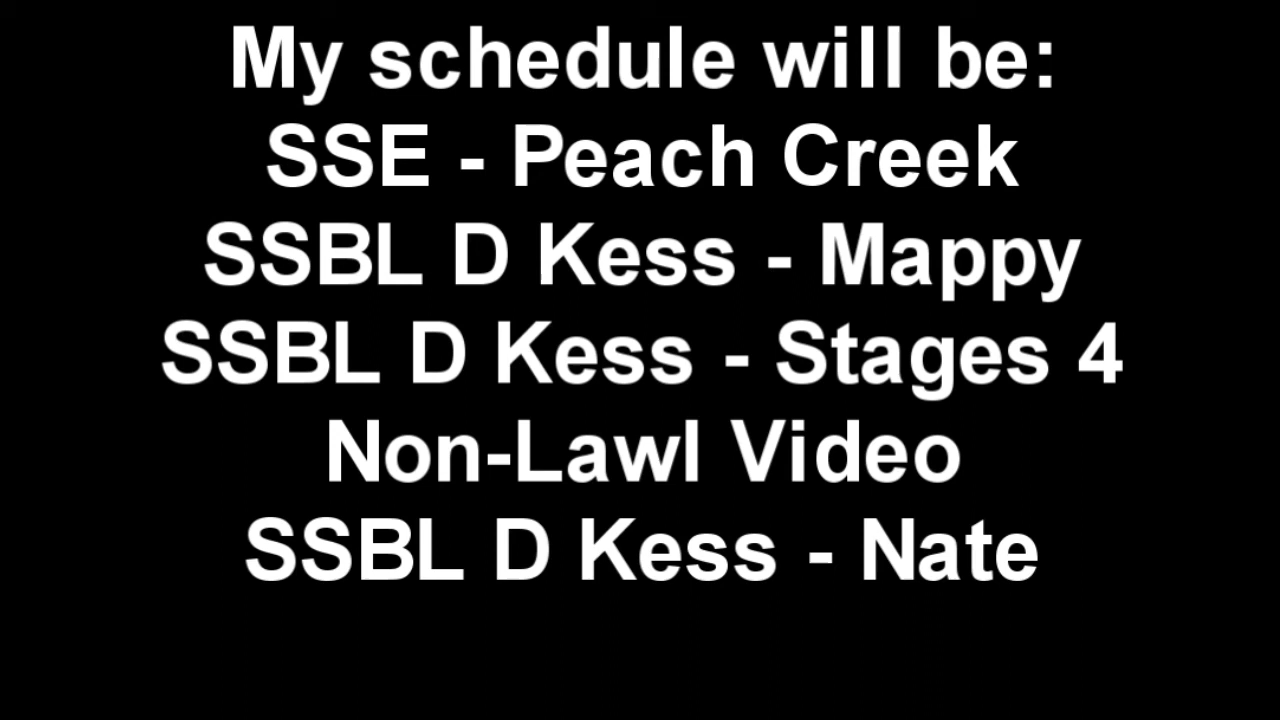 My schedule will be:
SSE - Peach Creek
SSBL D Kess - Mappy
SSBL D Kess - Stages 4
Non-Lawl Video
SSBL D Kess - Nate